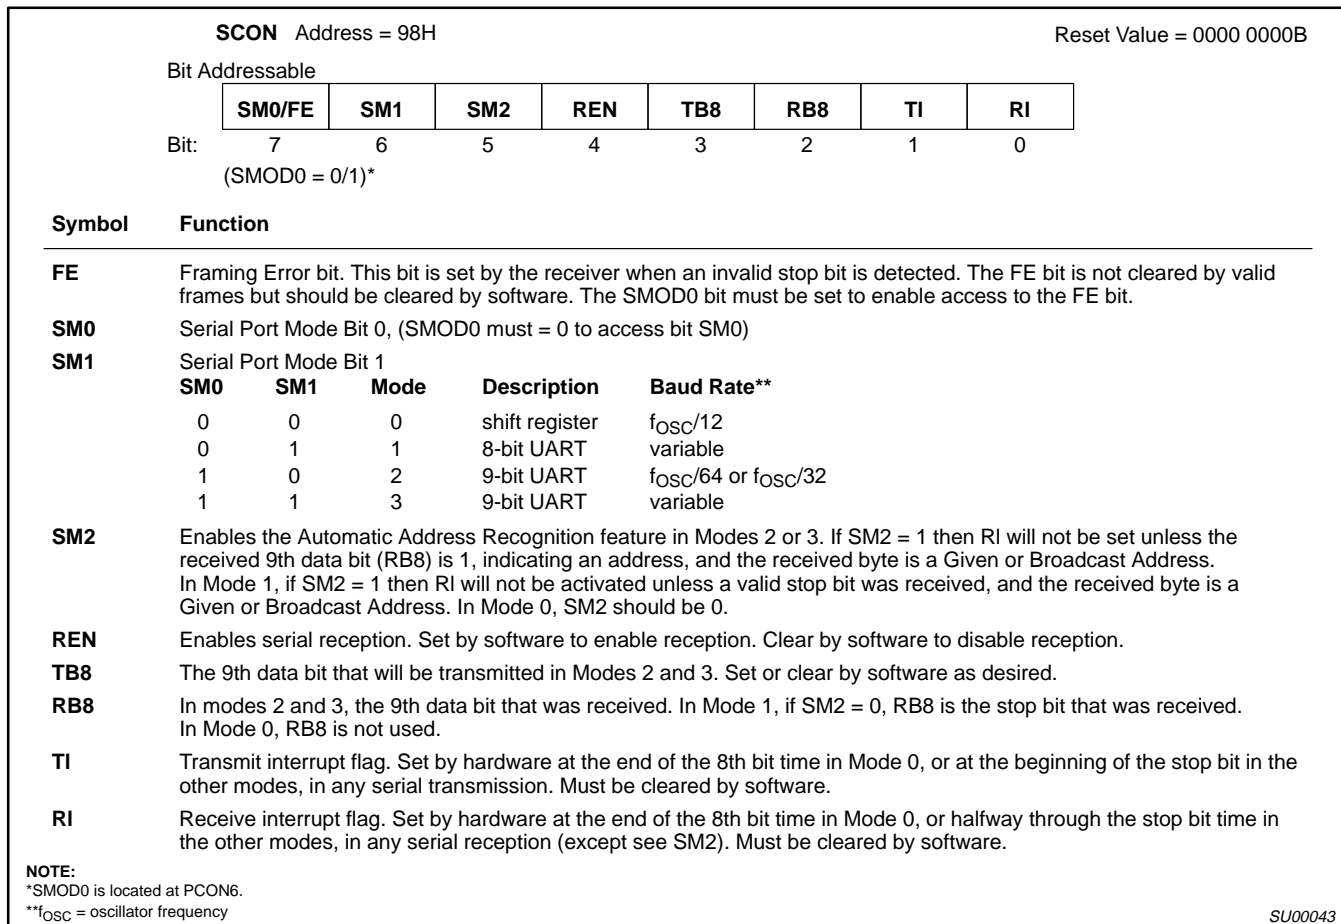 SCON Address = 98H Reset Value = 0000 0000B
Bit Addressable
SM0/FE SM1 SM2 REN TB8 RB8 TI RI
Bit: 7 6 5 4 3 2 1 0
(SMOD0 = 0/1)*
Symbol Function
FE Framing Error bit. This bit is set by the receiver when an invalid stop bit is detected. The FE bit is not cleared by valid
frames but should be cleared by software. The SMOD0 bit must be set to enable access to the FE bit.
SM0 Serial Port Mode Bit 0, (SMOD0 must = 0 to access bit SM0)
SM1 Serial Port Mode Bit 1
SM0 SM1 Mode Description Baud Rate**
0 0 0 shift register fOSC/12
0 1 1 8-bit UART variable
1 0 2 9-bit UART fOSC/64 or fOSC/32
1 1 3 9-bit UART variable
SM2 Enables the Automatic Address Recognition feature in Modes 2 or 3. If SM2 = 1 then RI will not be set unless the
received 9th data bit (RB8) is 1, indicating an address, and the received byte is a Given or Broadcast Address.
In Mode 1, if SM2 = 1 then RI will not be activated unless a valid stop bit was received, and the received byte is a
Given or Broadcast Address. In Mode 0, SM2 should be 0.
REN Enables serial reception. Set by software to enable reception. Clear by software to disable reception.
TB8 The 9th data bit that will be transmitted in Modes 2 and 3. Set or clear by software as desired.
RB8 In modes 2 and 3, the 9th data bit that was received. In Mode 1, if SM2 = 0, RB8 is the stop bit that was received.
In Mode 0, RB8 is not used.
TI Transmit interrupt flag. Set by hardware at the end of the 8th bit time in Mode 0, or at the beginning of the stop bit in the
other modes, in any serial transmission. Must be cleared by software.
RI Receive interrupt flag. Set by hardware at the end of the 8th bit time in Mode 0, or halfway through the stop bit time in
the other modes, in any serial reception (except see SM2). Must be cleared by software.
NOTE:
*SMOD0 is located at PCON6.
**fOSC = oscillator frequency
SU00043